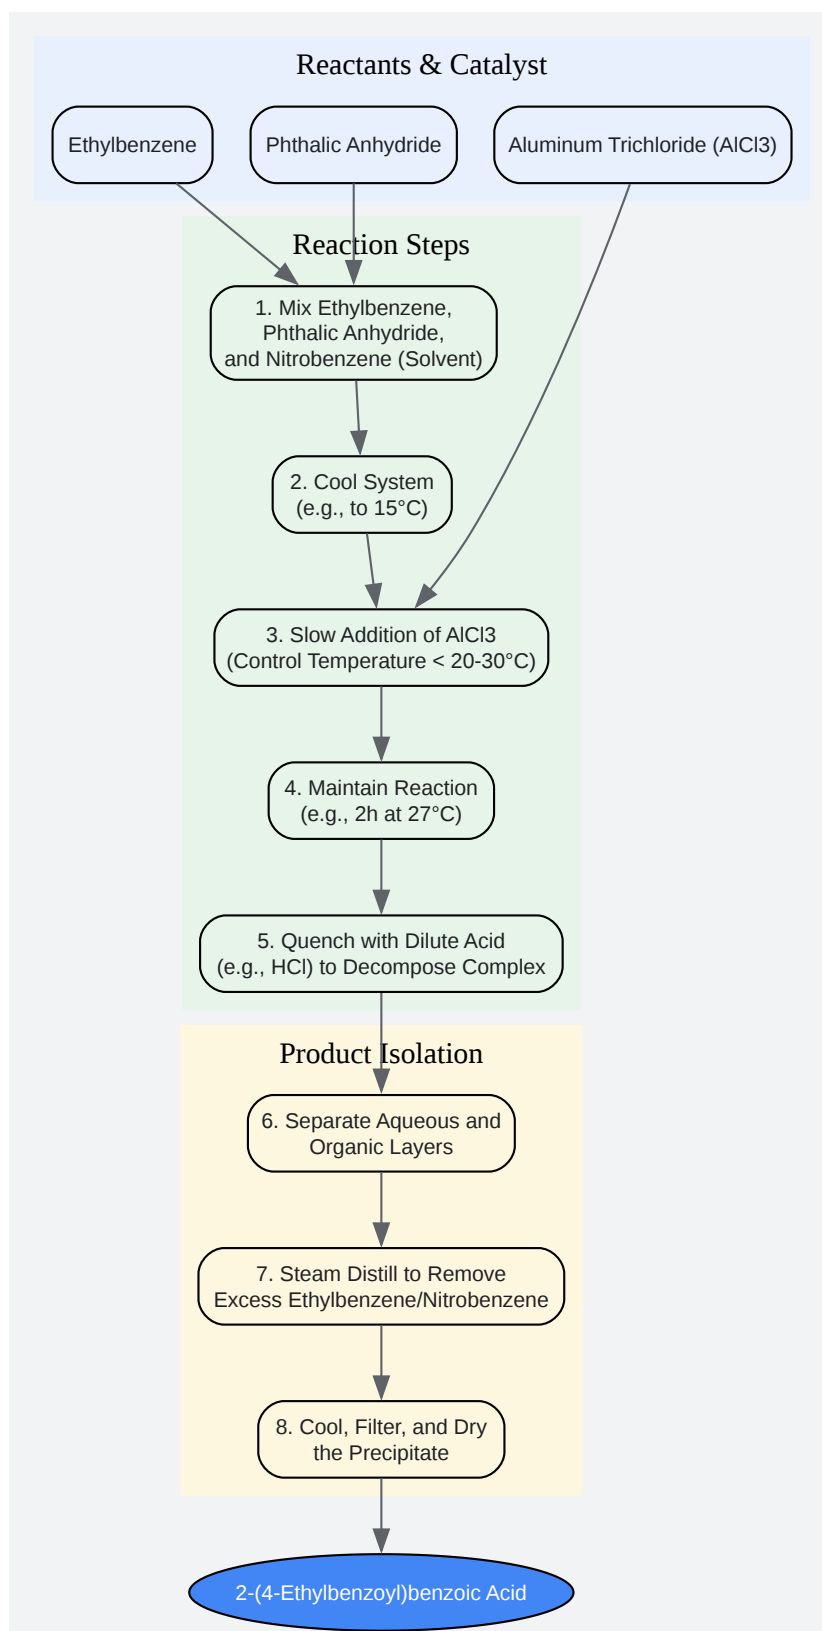 Reactants & Catalyst
Ethylbenzene
Phthalic Anhydride
Aluminum Trichloride (AlCl3)
Reaction Steps
1. Mix Ethylbenzene,
Phthalic Anhydride,
and Nitrobenzene (Solvent)
2. Cool System
(e.g., to 15°C)
3. Slow Addition of AlCl3
(Control Temperature < 20-30°C)
4. Maintain Reaction
(e.g., 2h at 27°C)
5. Quench with Dilute Acid
(e.g., HCl) to Decompose Complex
Product Isolation
6. Separate Aqueous and
Organic Layers
7. Steam Distill to Remove
Excess Ethylbenzene/Nitrobenzene
8. Cool, Filter, and Dry
the Precipitate
2-(4-Ethylbenzoyl)benzoic Acid